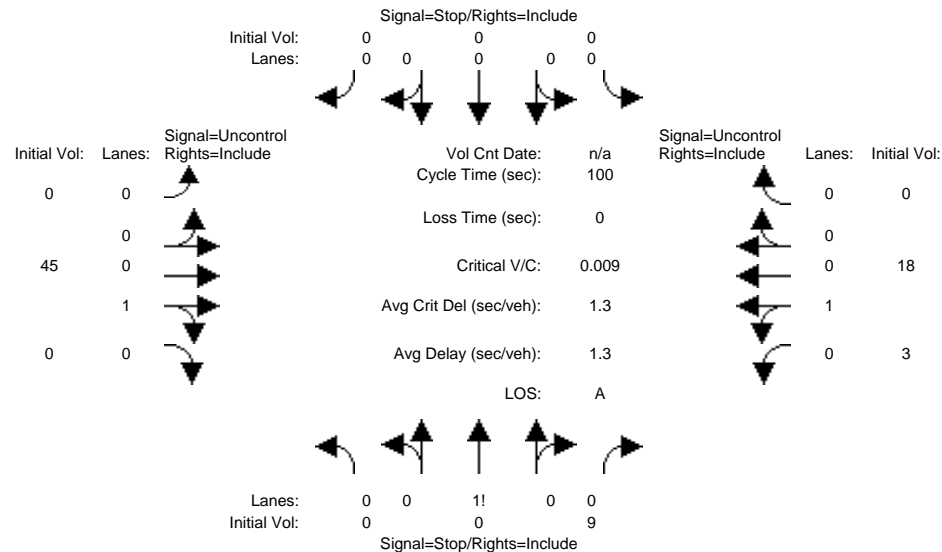 Signal=Stop/Rights=Include
Initial Vol: 0 0 0
Lanes: 0 0 0 0 0
Signal=Uncontrol
Initial Vol: Lanes: Rights=Include
Vol Cnt Date: n/a
Signal=Uncontrol
Rights=Include Lanes: Initial Vol:
Cycle Time (sec): 100
0 0 0 0
Loss Time (sec): 0
0 0
45 0 Critical V/C: 0.009 0 18
1 Avg Crit Del (sec/veh): 1.3 1
0 0 Avg Delay (sec/veh): 1.3 0 3
LOS: A
Lanes: 0 0 1! 0 0
Initial Vol: 0 0 9
Signal=Stop/Rights=Include